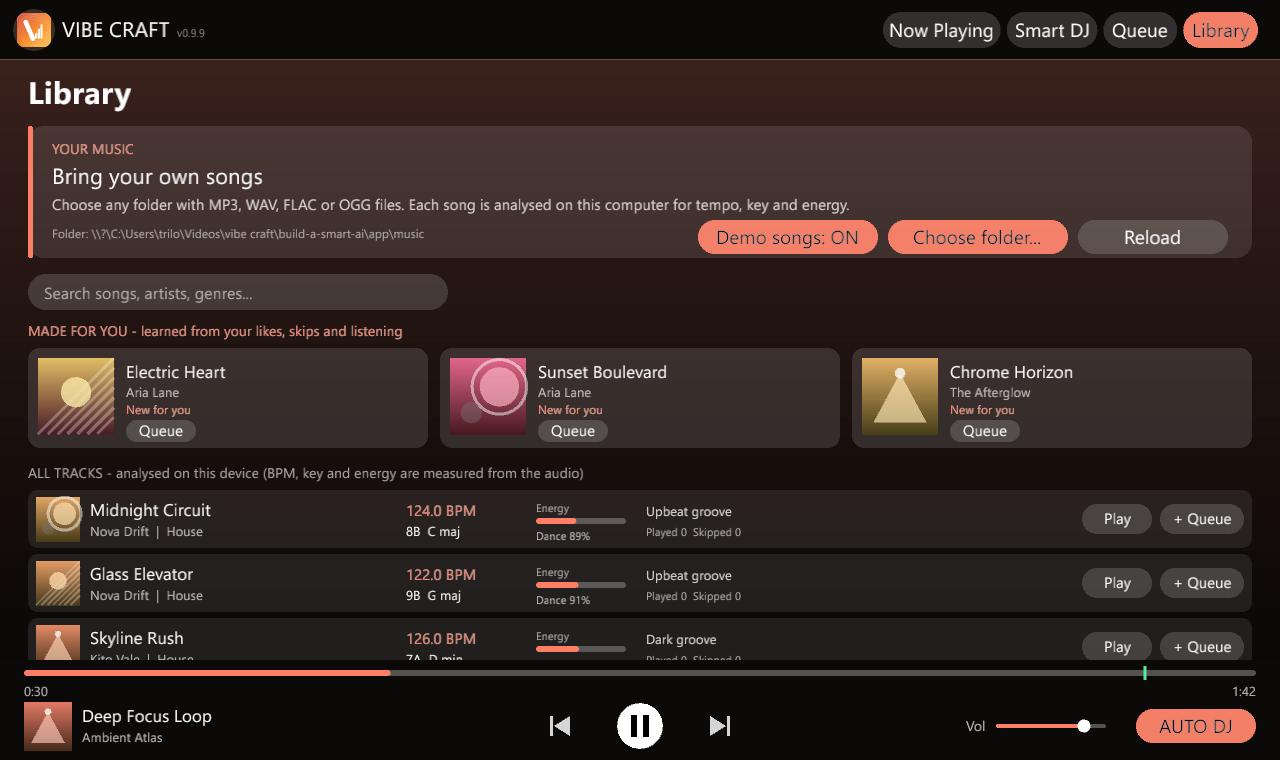 VIBE CRAFT v0.9.9
Now Playing
Smart DJ
Queue
Library
Library
YOUR MUSIC
Bring your own songs
Choose any folder with MP3, WAV, FLAC or OGG files. Each song is analysed on this computer for tempo, key and energy.
Folder: \\?\C:\Users\trilo\Videos\vibe craft\build-a-smart-ai\app\music
Demo songs: ON
Choose folder...
Reload
Search songs, artists, genres...
MADE FOR YOU - learned from your likes, skips and listening
Electric Heart
Aria Lane
New for you
Queue
Sunset Boulevard
Aria Lane
New for you
Queue
Chrome Horizon
The Afterglow
New for you
Queue
ALL TRACKS - analysed on this device (BPM, key and energy are measured from the audio)
Midnight Circuit
Nova Drift | House
124.0 BPM
8B C maj
Energy
Dance 89%
Upbeat groove
Played 0 Skipped 0
Play
+ Queue
Glass Elevator
Nova Drift | House
122.0 BPM
9B G maj
Energy
Dance 91%
Upbeat groove
Played 0 Skipped 0
Play
+ Queue
Skyline Rush
Kito Vale | House
126.0 BPM
7A D min
Energy
Dark groove
Played 0 Skipped 0
Play
+ Queue
0:30
1:42
Deep Focus Loop
Ambient Atlas
Vol
AUTO DJ